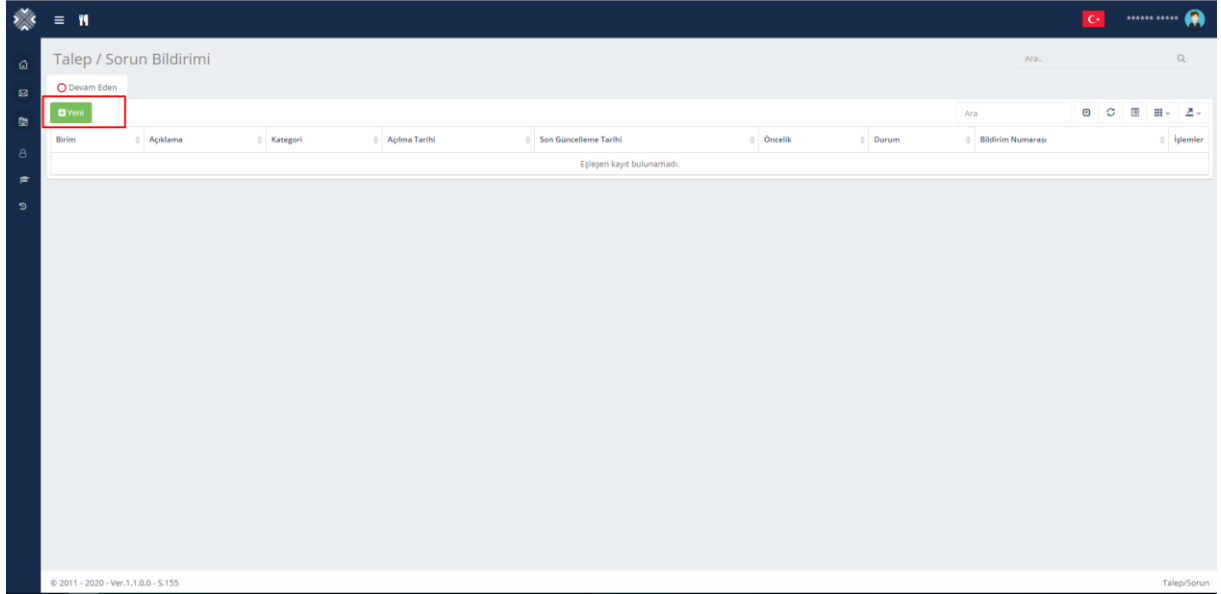 ****** *****
Talep / Sorun Bildirimi
Ara..
Devam Eden
Yeni
Ara
Birim Açıklama Kategori Açılma Tarihi Son Güncelleme Tarihi Öncelik Durum Bildirim Numarası İşlemler
Eşleşen kayıt bulunamadı.
© 2011 - 2020 - Ver.1.1.0.0 - S.155 Talep/Sorun